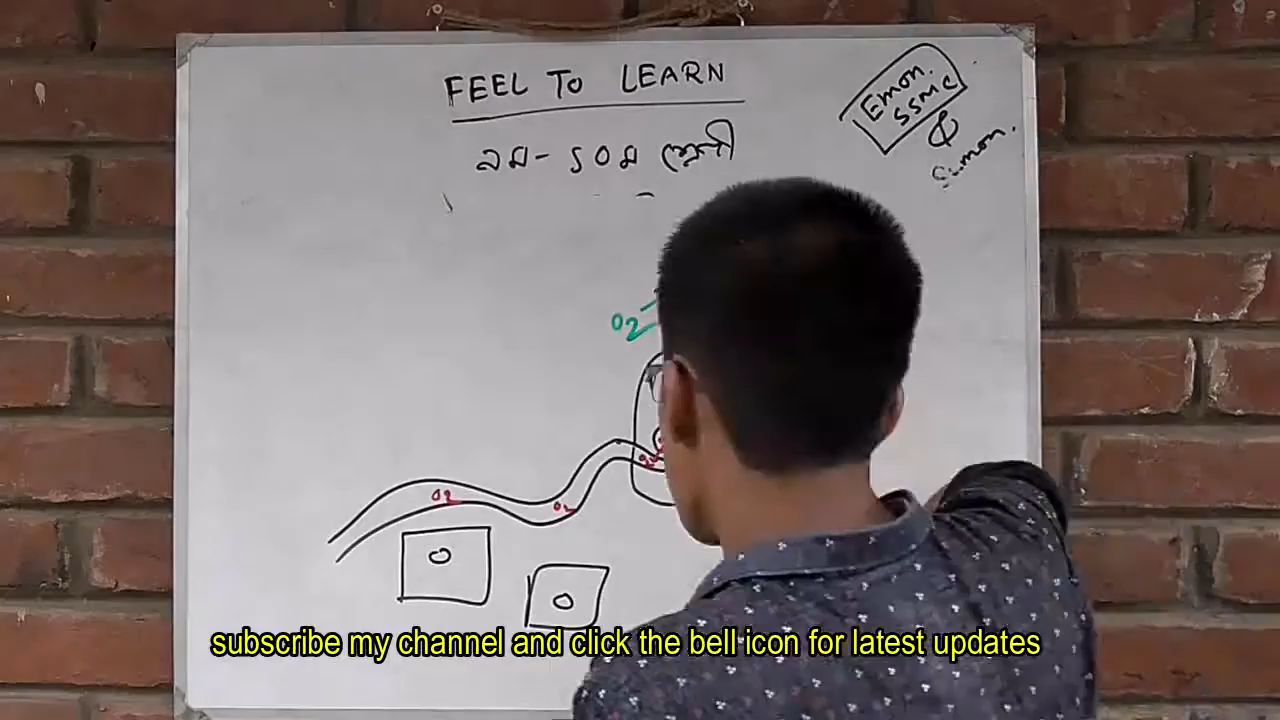 FEEL TO LEARN
৯ম-১০ম শ্রেণী
Emon.
SSMC
&
Sumon.
O2
O2
O2
O2
subscribe my channel and click the bell icon for latest updates